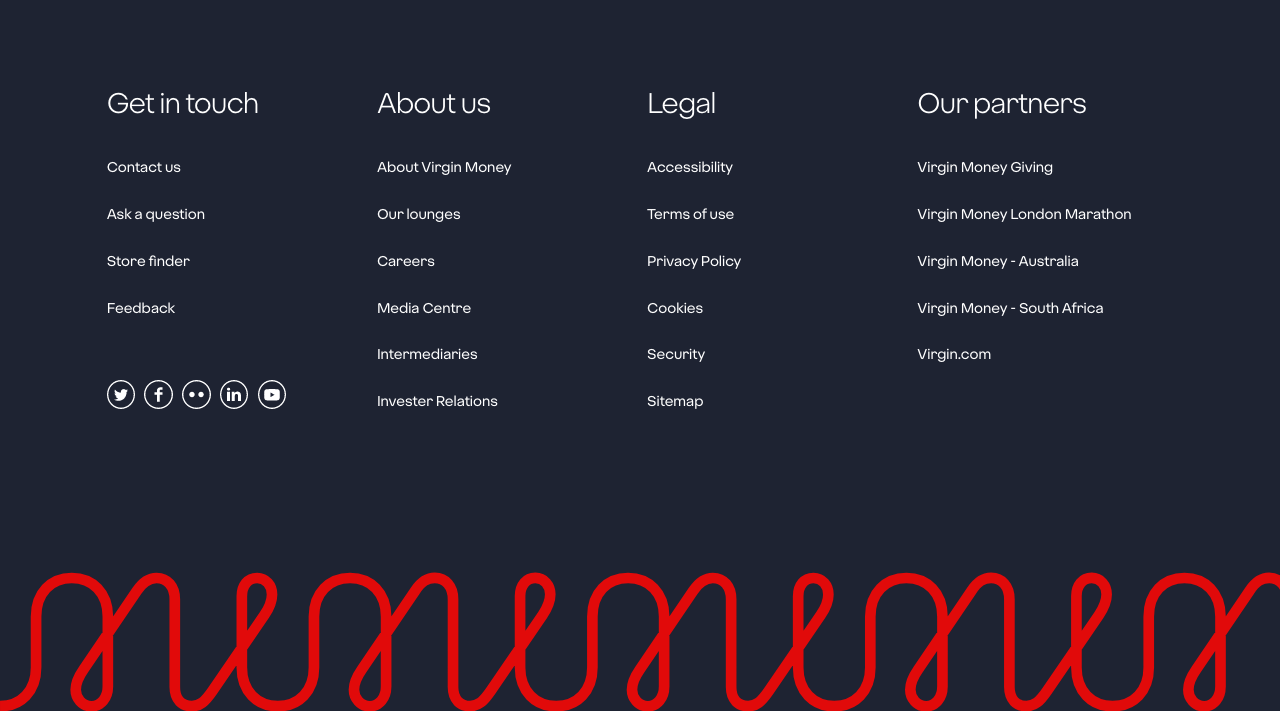 Get in touch
Contact us
Ask a question
Store finder
Feedback
About us
About Virgin Money
Our lounges
Careers
Media Centre
Intermediaries
Invester Relations
Legal
Accessibility
Terms of use
Privacy Policy
Cookies
Security
Sitemap
Our partners
Virgin Money Giving
Virgin Money London Marathon
Virgin Money - Australia
Virgin Money - South Africa
Virgin.com